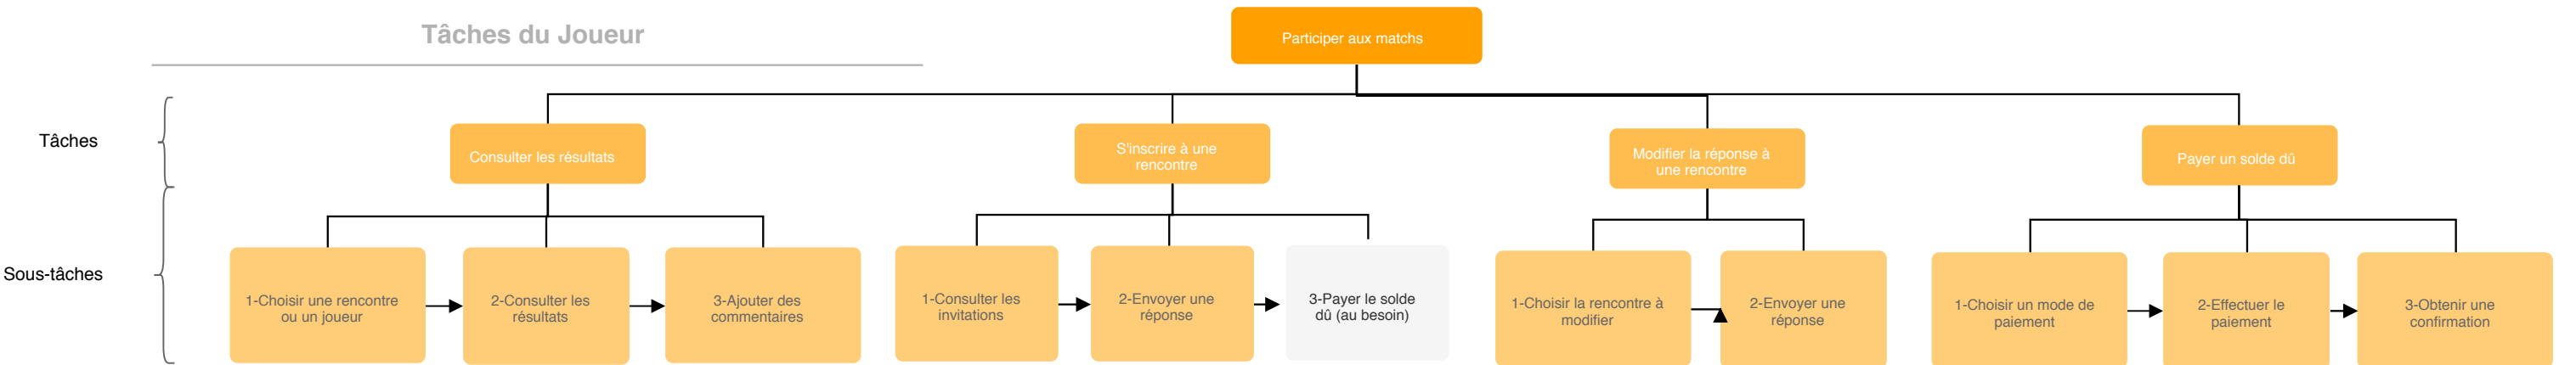 Tâches du Joueur
Participer aux matchs
Tâches
Consulter les résultats
S'inscrire à une
rencontre
Modifier la réponse à
une rencontre
Payer un solde dû
Sous-tâches
1-Choisir une rencontre
ou un joueur
2-Consulter les
résultats
3-Ajouter des
commentaires
1-Consulter les
invitations
2-Envoyer une
réponse
3-Payer le solde
dû (au besoin)
1-Choisir la rencontre à
modifier
2-Envoyer une
réponse
1-Choisir un mode de
paiement
2-Effectuer le
paiement
3-Obtenir une
confirmation